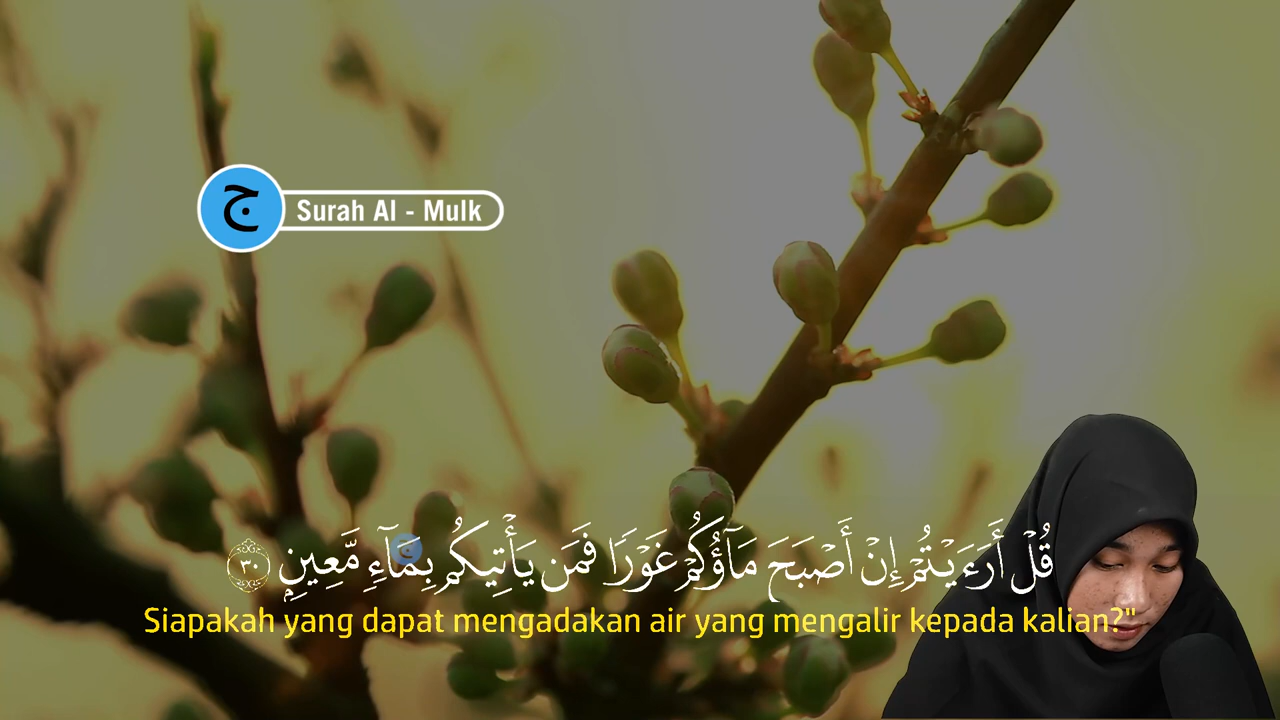 ج
Surah Al - Mulk
قُلْ أَرَءَيْتُمْ إِنْ أَصْبَحَ مَآؤُكُمْ غَوْرًا فَمَن يَأْتِيكُم بِمَآءٍ مَّعِينٍۭ ٣٠
ج
Siapakah yang dapat mengadakan air yang mengalir kepada kalian?"